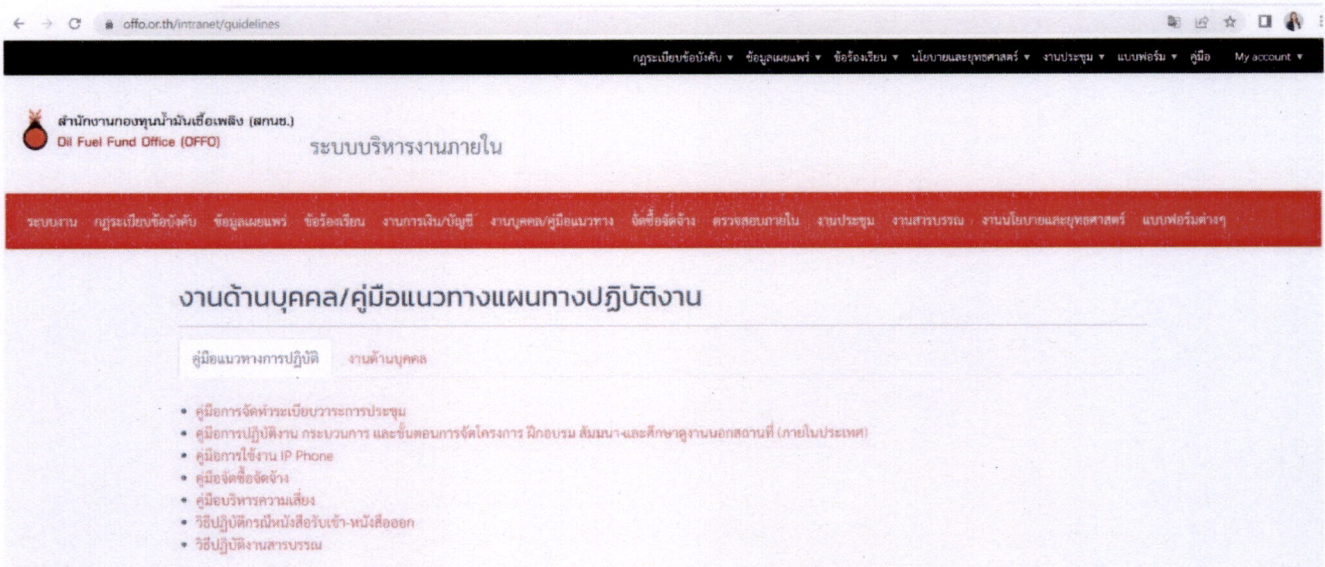 offo.or.th/intranet/guidelines
กฎระเบียบข้อบังคับ ▾ ข้อมูลเผยแพร่ ▾ ข้อร้องเรียน ▾ นโยบายและยุทธศาสตร์ ▾ งานประชุม ▾ แบบฟอร์ม ▾ คู่มือ My account ▾
สำนักงานกองทุนน้ำมันเชื้อเพลิง (สกนช.)
Oil Fuel Fund Office (OFFO)
ระบบบริหารงานภายใน
ระบบงาน กฎระเบียบข้อบังคับ ข้อมูลเผยแพร่ ข้อร้องเรียน งานการเงิน/บัญชี งานบุคคล/คู่มือแนวทาง จัดซื้อจัดจ้าง ตรวจสอบภายใน งานประชุม งานสารบรรณ งานนโยบายและยุทธศาสตร์ แบบฟอร์มต่างๆ
งานด้านบุคคล/คู่มือแนวทางแผนทางปฏิบัติงาน
คู่มือแนวทางการปฏิบัติ งานด้านบุคคล
• คู่มือการจัดทำระเบียบวาระการประชุม
• คู่มือการปฏิบัติงาน กระบวนการ และขั้นตอนการจัดโครงการ ฝึกอบรม สัมมนา และศึกษาดูงานนอกสถานที่ (ภายในประเทศ)
• คู่มือการใช้งาน IP Phone
• คู่มือจัดซื้อจัดจ้าง
• คู่มือบริหารความเสี่ยง
• วิธีปฏิบัติกรณีหนังสือรับเข้า-หนังสือออก
• วิธีปฏิบัติงานสารบรรณ